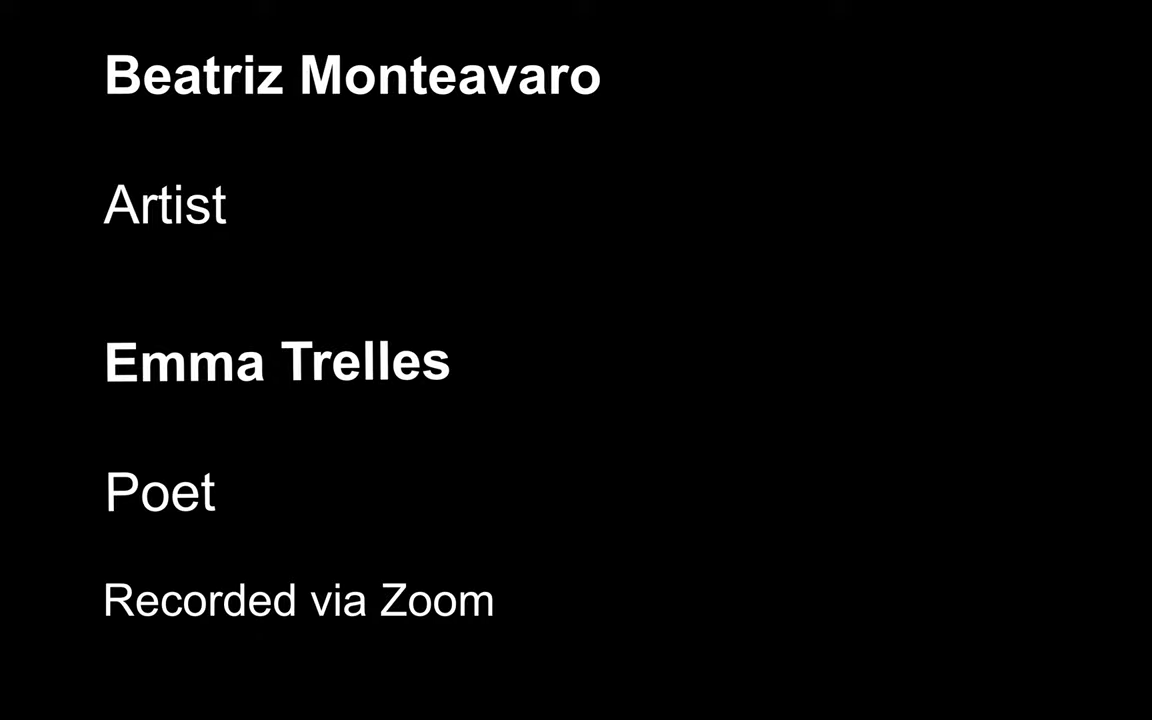 Beatriz Monteavaro
Artist
Emma Trelles
Poet
Recorded via Zoom